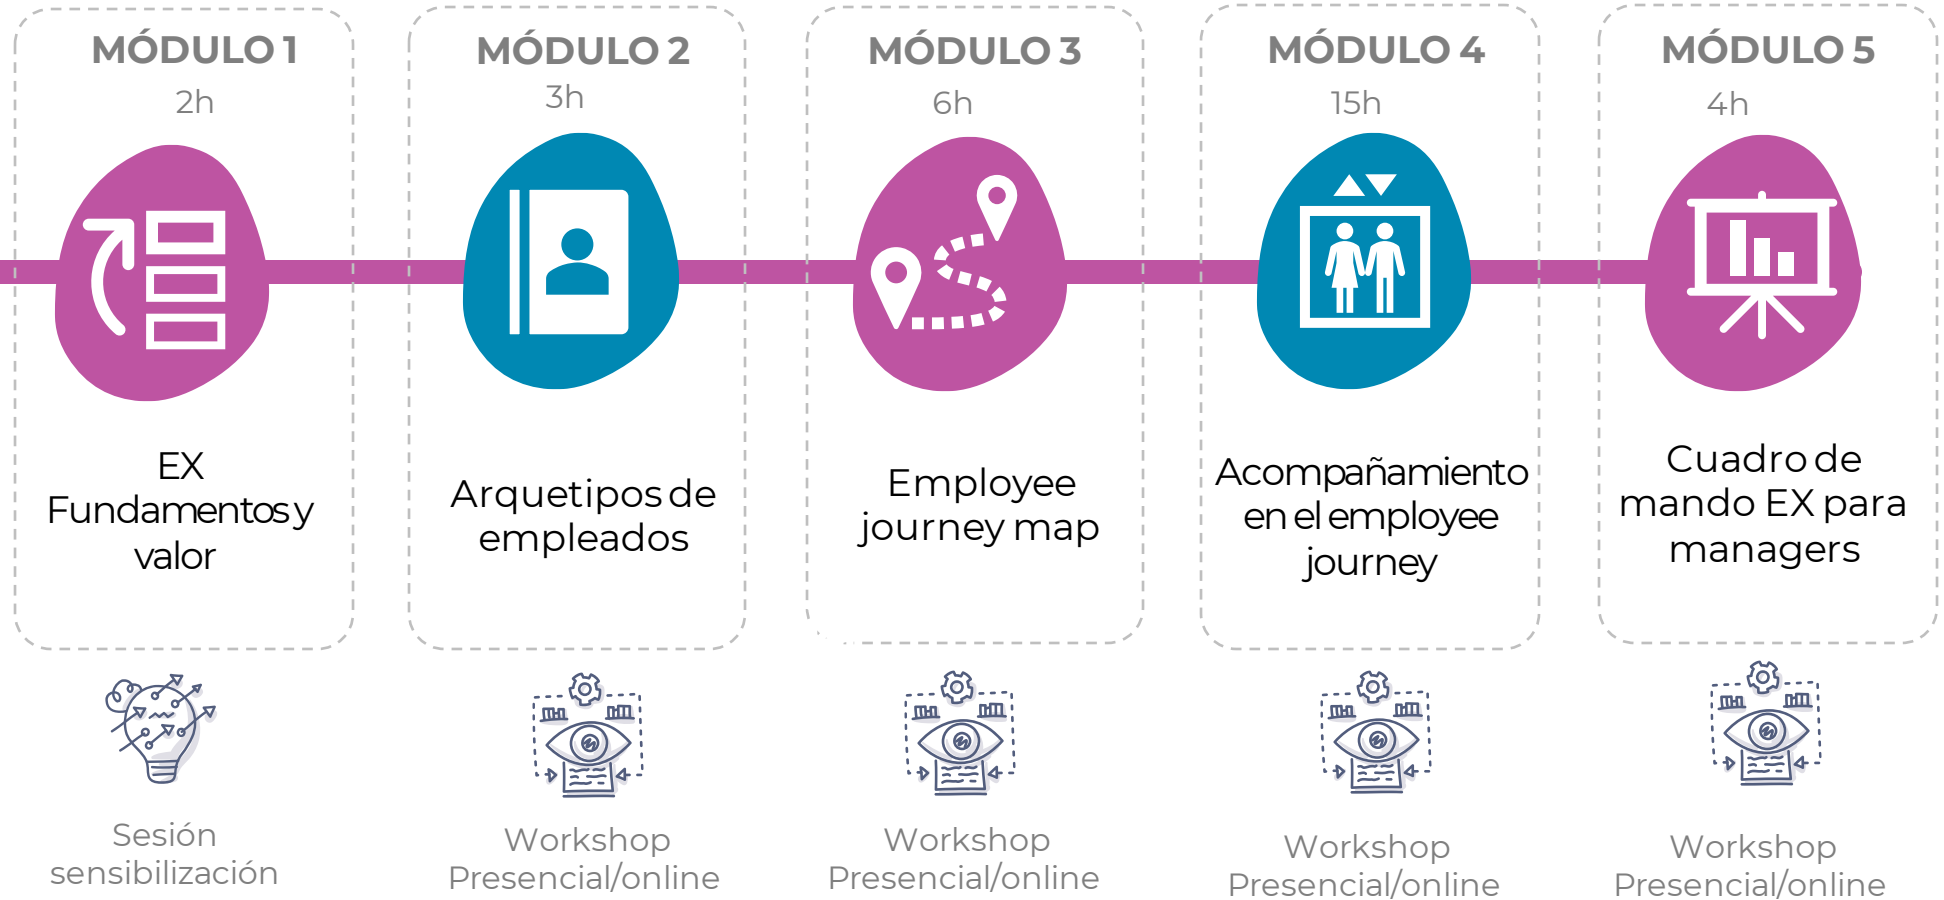 MÓDULO 1
2h
EX
Fundamentos y
valor
Sesión
sensibilización
MÓDULO 2
3h
Arquetipos de
empleados
Workshop
Presencial/online
MÓDULO 3
6h
Employee
journey map
Workshop
Presencial/online
MÓDULO 4
15h
Acompañamiento
en el employee
journey
Workshop
Presencial/online
MÓDULO 5
4h
Cuadro de
mando EX para
managers
Workshop
Presencial/online